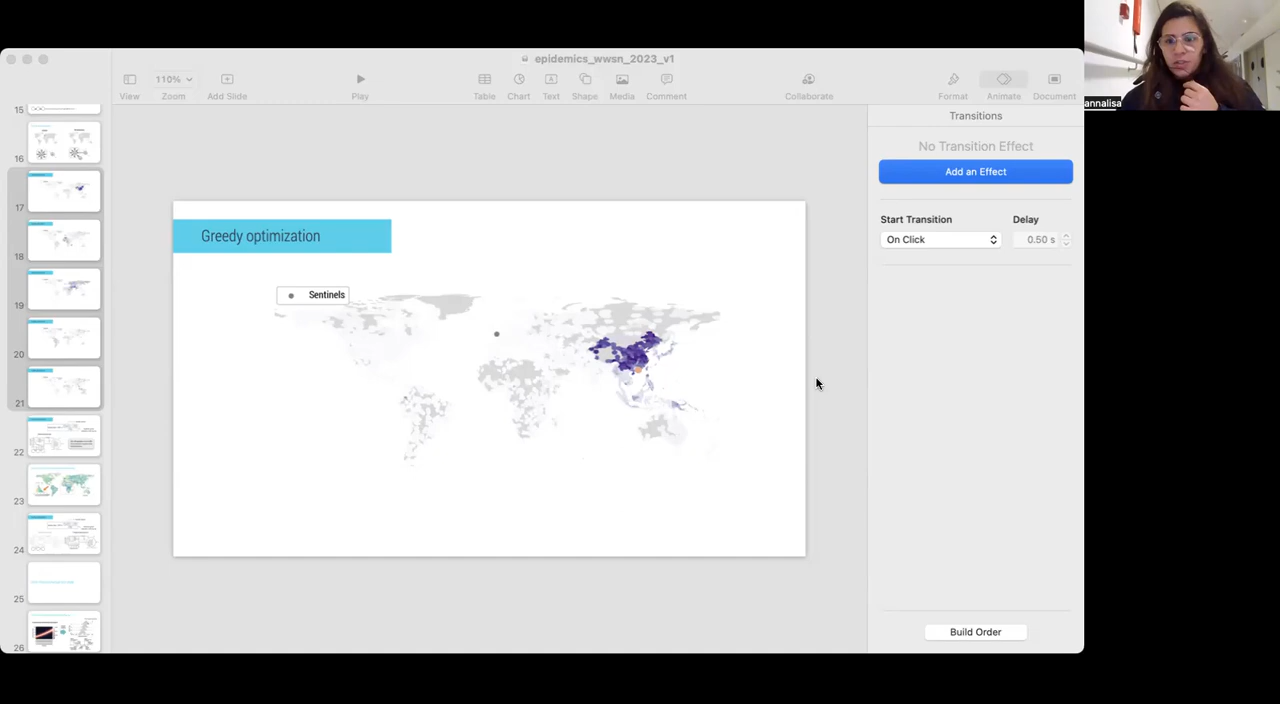 epidemics_wwsn_2023_v1
110%
View
Zoom
Add Slide
Play
Table
Chart
Text
Shape
Media
Comment
Collaborate
Format
Animate
Document
annalisa
Transitions
No Transition Effect
Add an Effect
Start Transition
Delay
On Click
0.50 s
Build Order
15
16
17
18
19
20
21
22
23
24
25
26
Greedy optimization
Sentinels